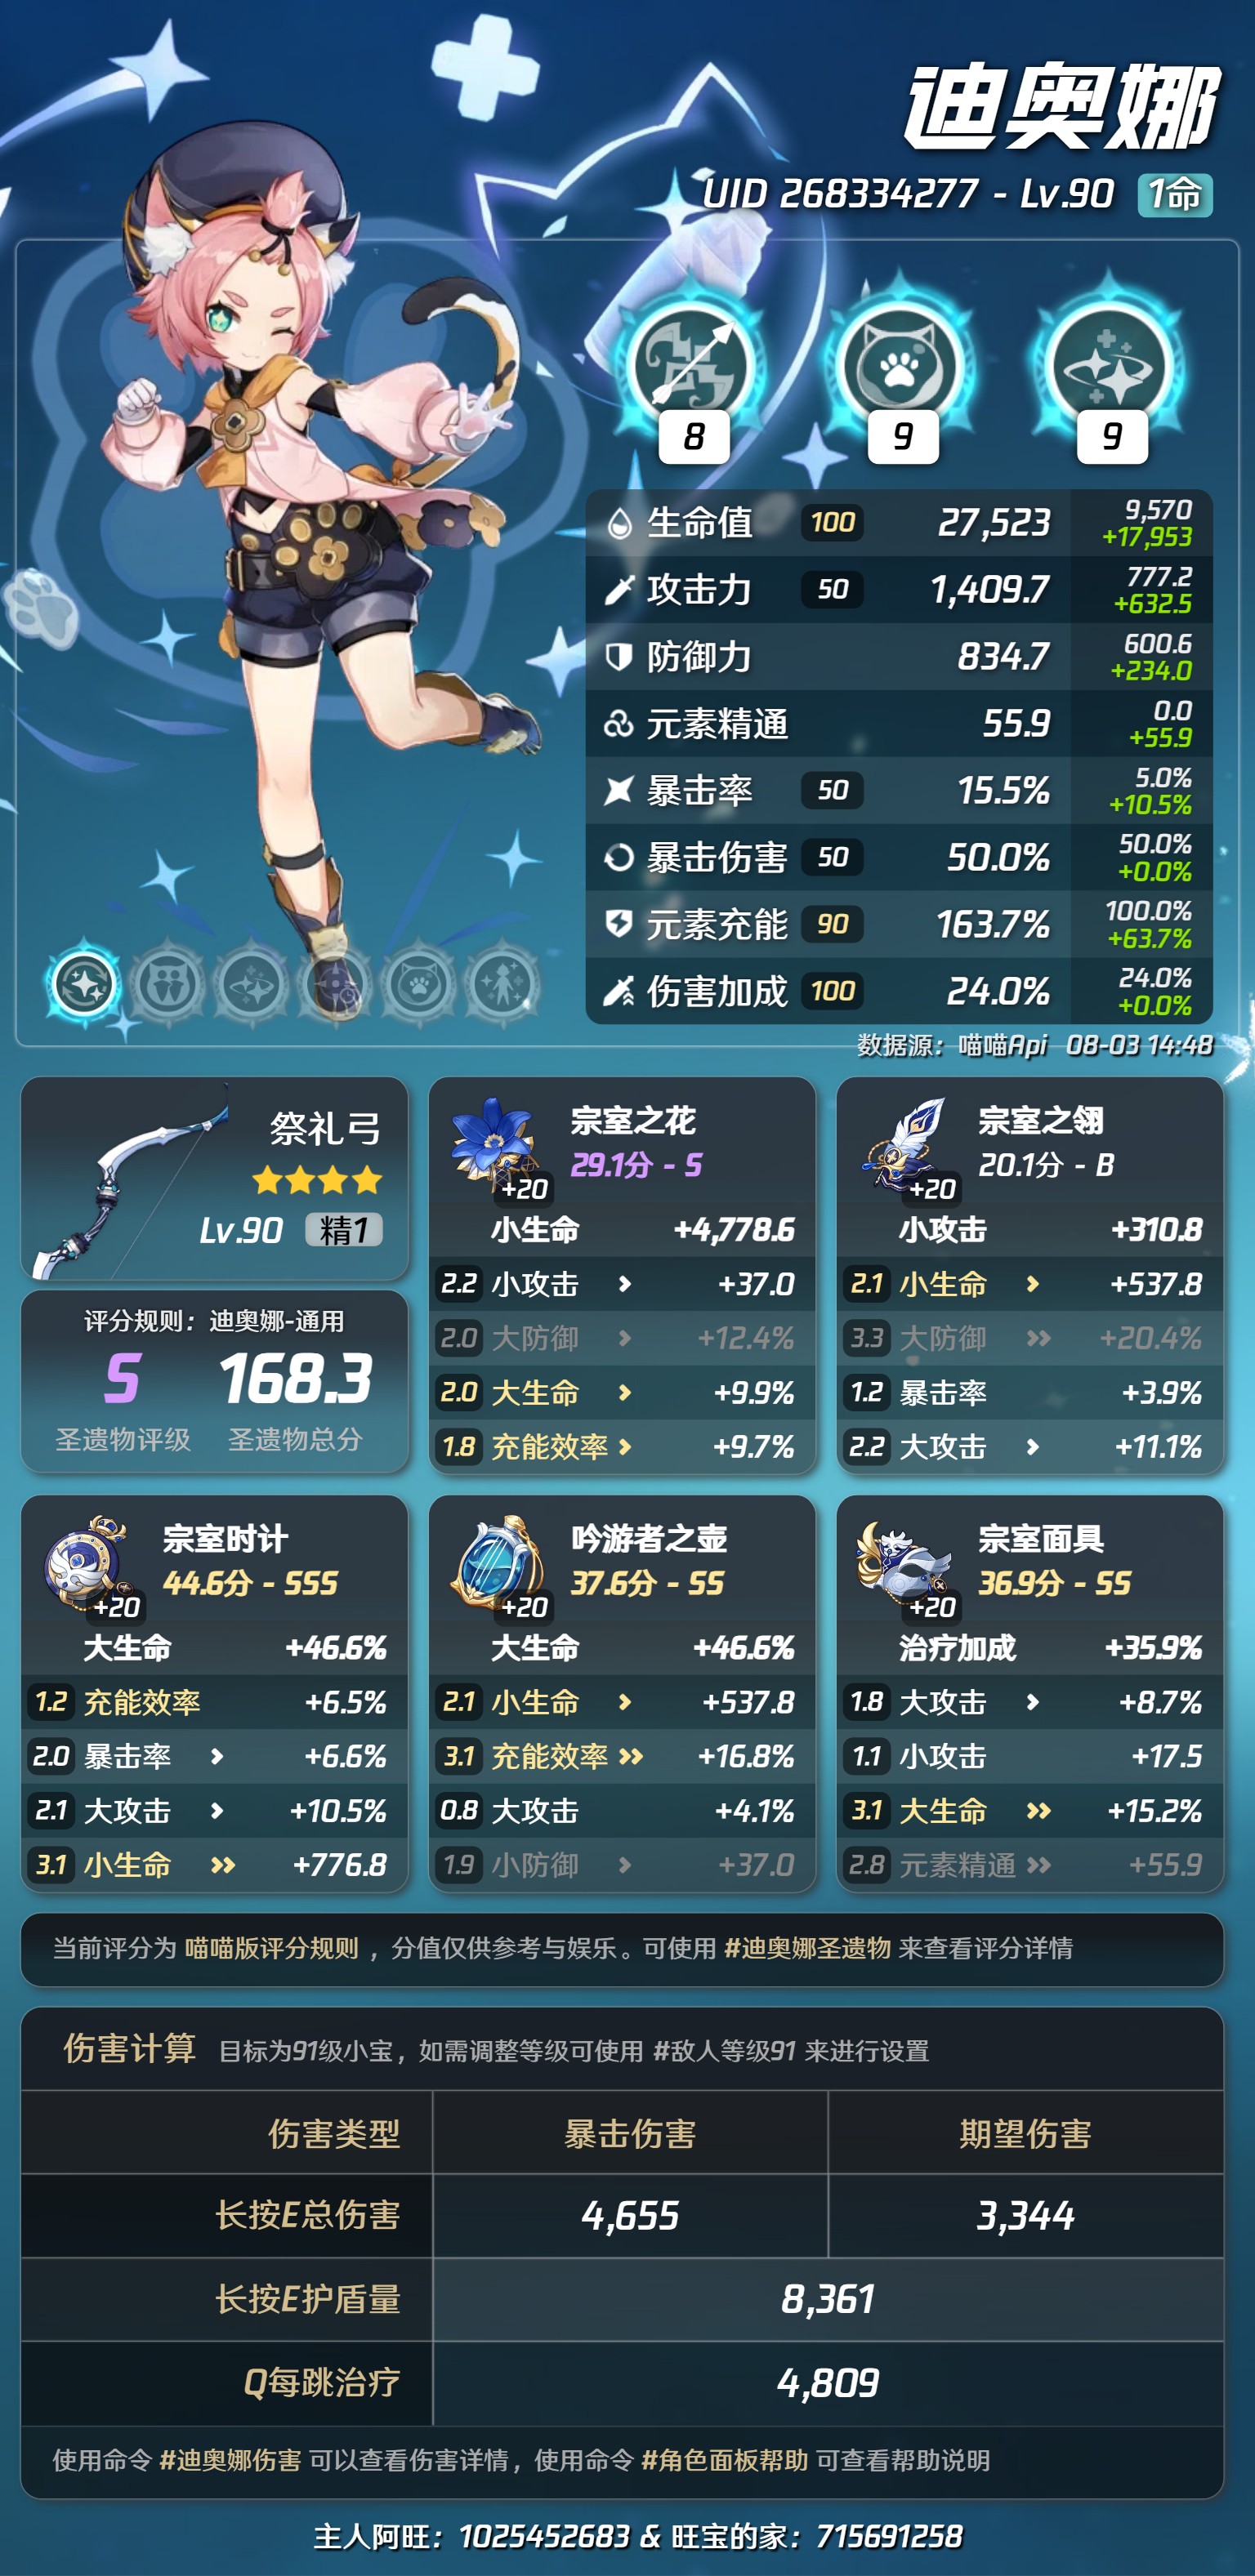 迪奥娜
UID 268334277 - Lv.90 1命
8 9 9
生命值 100 27,523 9,570 +17,953
攻击力 50 1,409.7 777.2 +632.5
防御力 834.7 600.6 +234.0
元素精通 55.9 0.0 +55.9
暴击率 50 15.5% 5.0% +10.5%
暴击伤害 50 50.0% 50.0% +0.0%
元素充能 90 163.7% 100.0% +63.7%
伤害加成 100 24.0% 24.0% +0.0%
数据源：喵喵Api 08-03 14:48
祭礼弓
Lv.90 精1
评分规则：迪奥娜-通用
S 168.3
圣遗物评级 圣遗物总分
宗室之花
29.1分 - S
+20
小生命 +4,778.6
2.2 小攻击 +37.0
2.0 大防御 +12.4%
2.0 大生命 +9.9%
1.8 充能效率 +9.7%
宗室之翎
20.1分 - B
+20
小攻击 +310.8
2.1 小生命 +537.8
3.3 大防御 +20.4%
1.2 暴击率 +3.9%
2.2 大攻击 +11.1%
宗室时计
44.6分 - SSS
+20
大生命 +46.6%
1.2 充能效率 +6.5%
2.0 暴击率 +6.6%
2.1 大攻击 +10.5%
3.1 小生命 +776.8
吟游者之壶
37.6分 - SS
+20
大生命 +46.6%
2.1 小生命 +537.8
3.1 充能效率 +16.8%
0.8 大攻击 +4.1%
1.9 小防御 +37.0
宗室面具
36.9分 - SS
+20
治疗加成 +35.9%
1.8 大攻击 +8.7%
1.1 小攻击 +17.5
3.1 大生命 +15.2%
2.8 元素精通 +55.9
当前评分为 喵喵版评分规则 ，分值仅供参考与娱乐。可使用 #迪奥娜圣遗物 来查看评分详情
伤害计算 目标为91级小宝，如需调整等级可使用 #敌人等级91 来进行设置
伤害类型 暴击伤害 期望伤害
长按E总伤害 4,655 3,344
长按E护盾量 8,361
Q每跳治疗 4,809
使用命令 #迪奥娜伤害 可以查看伤害详情，使用命令 #角色面板帮助 可查看帮助说明
主人阿旺：1025452683 & 旺宝的家：715691258